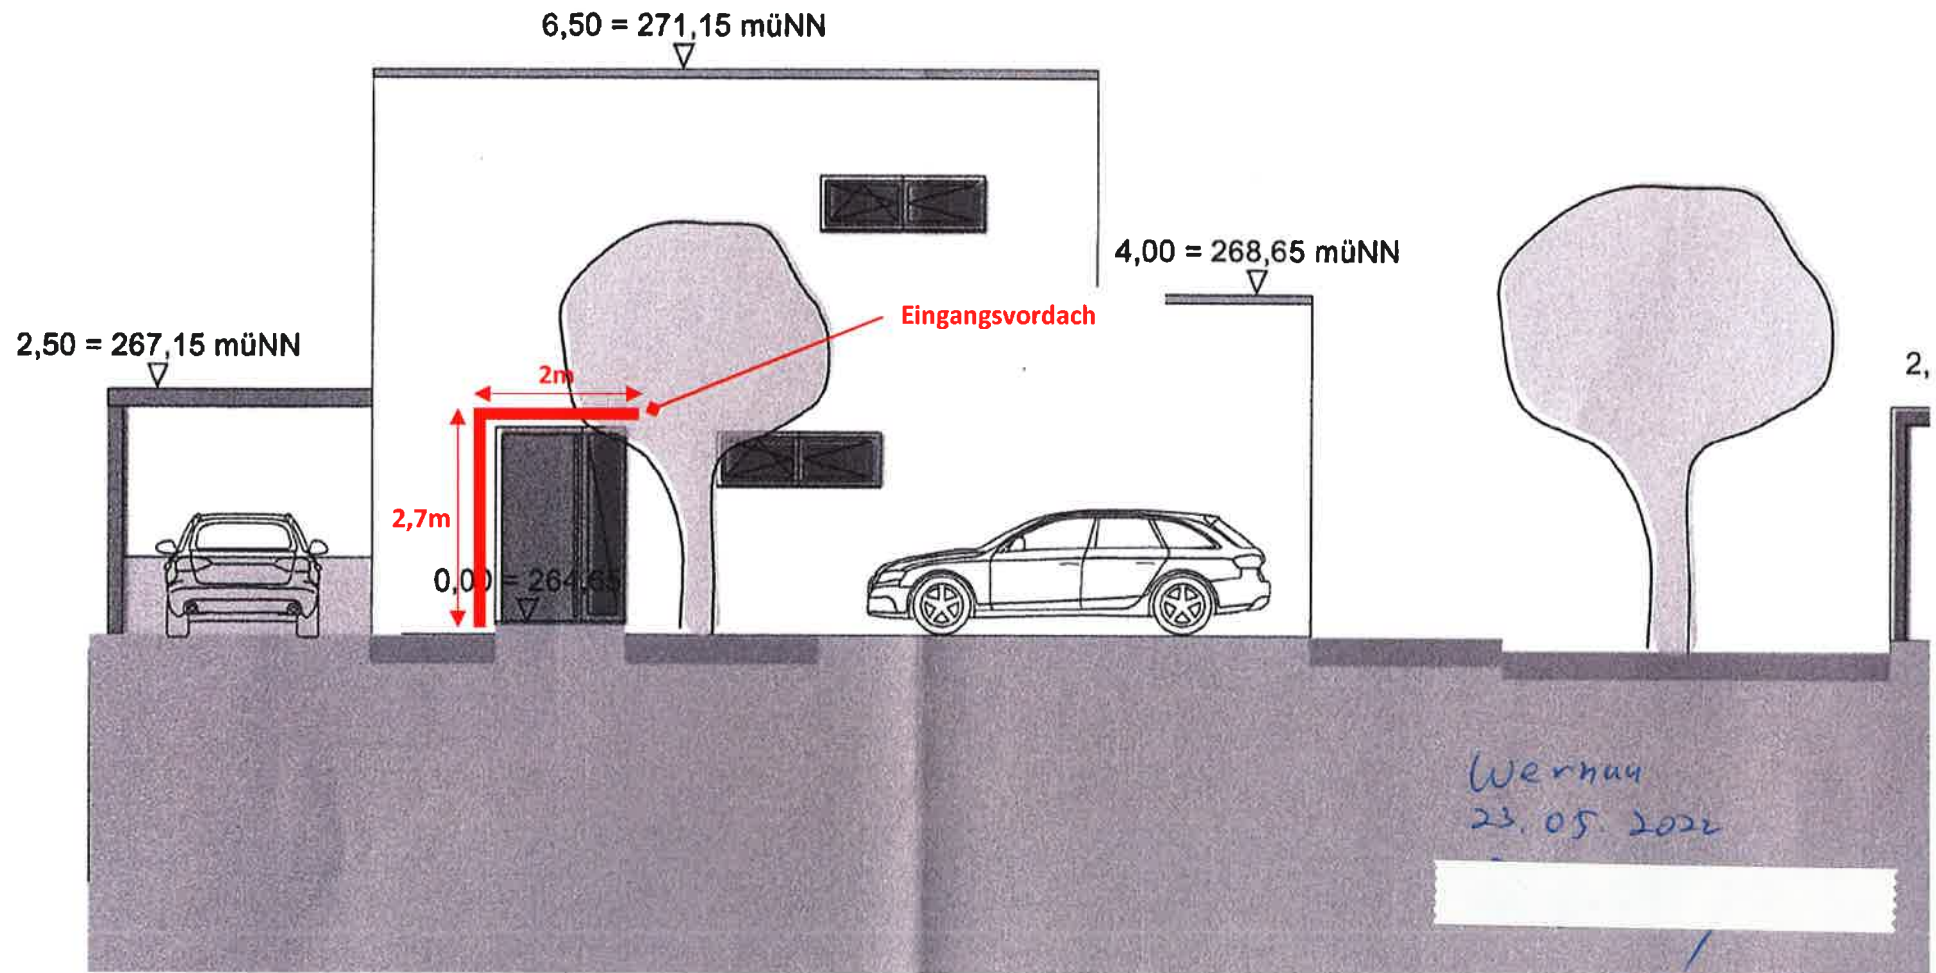 6,50 = 271,15 müNN
4,00 = 268,65 müNN
Eingangsvordach
2,50 = 267,15 müNN
2,
2m
2,7m
0,00 = 264,65
Wernau
23.05.2022